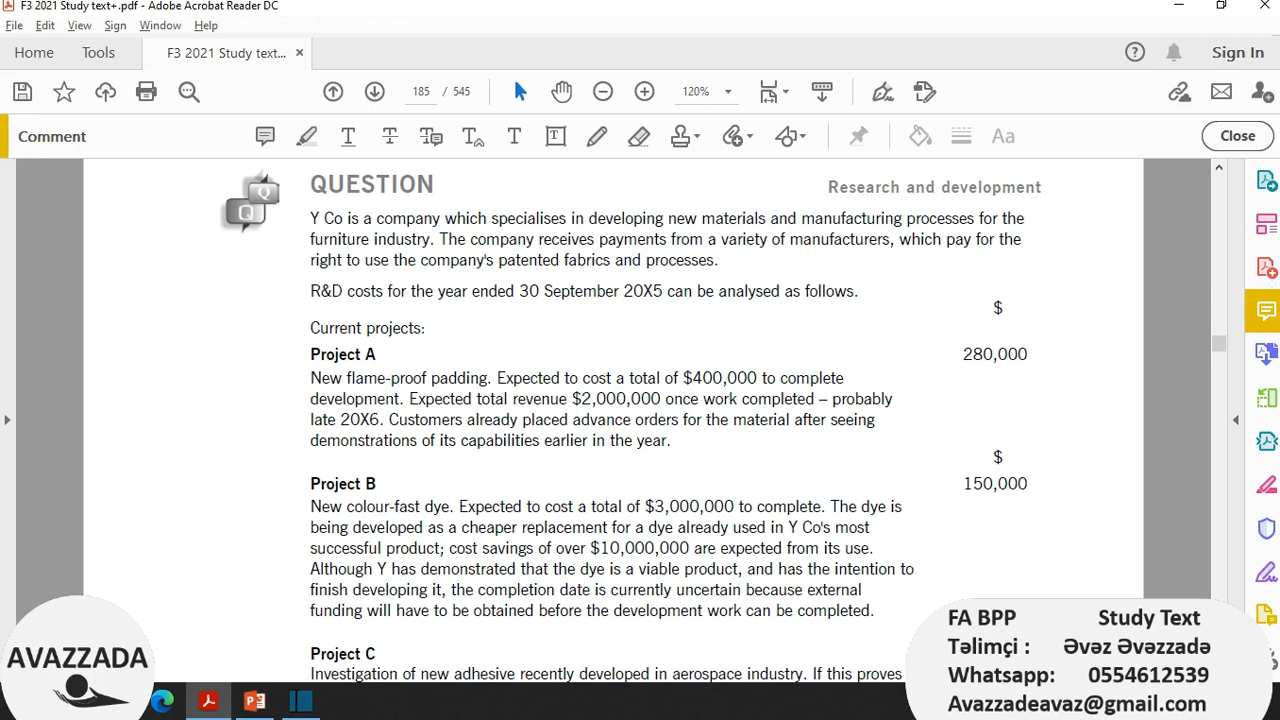 F3 2021 Study text+.pdf - Adobe Acrobat Reader DC
File Edit View Sign Window Help
Home Tools F3 2021 Study text... × Sign In
185 / 545 120%
Comment Close
QUESTION
Research and development
Y Co is a company which specialises in developing new materials and manufacturing processes for the
furniture industry. The company receives payments from a variety of manufacturers, which pay for the
right to use the company's patented fabrics and processes.
R&D costs for the year ended 30 September 20X5 can be analysed as follows.
$
Current projects:
Project A 280,000
New flame-proof padding. Expected to cost a total of $400,000 to complete
development. Expected total revenue $2,000,000 once work completed – probably
late 20X6. Customers already placed advance orders for the material after seeing
demonstrations of its capabilities earlier in the year.
$
Project B 150,000
New colour-fast dye. Expected to cost a total of $3,000,000 to complete. The dye is
being developed as a cheaper replacement for a dye already used in Y Co's most
successful product; cost savings of over $10,000,000 are expected from its use.
Although Y has demonstrated that the dye is a viable product, and has the intention to
finish developing it, the completion date is currently uncertain because external
funding will have to be obtained before the development work can be completed.
Project C
Investigation of new adhesive recently developed in aerospace industry. If this proves
AVAZZADA
FA BPP Study Text
Təlimçi : Əvəz Əvəzzadə
Whatsapp: 0554612539
Avazzadeavaz@gmail.com